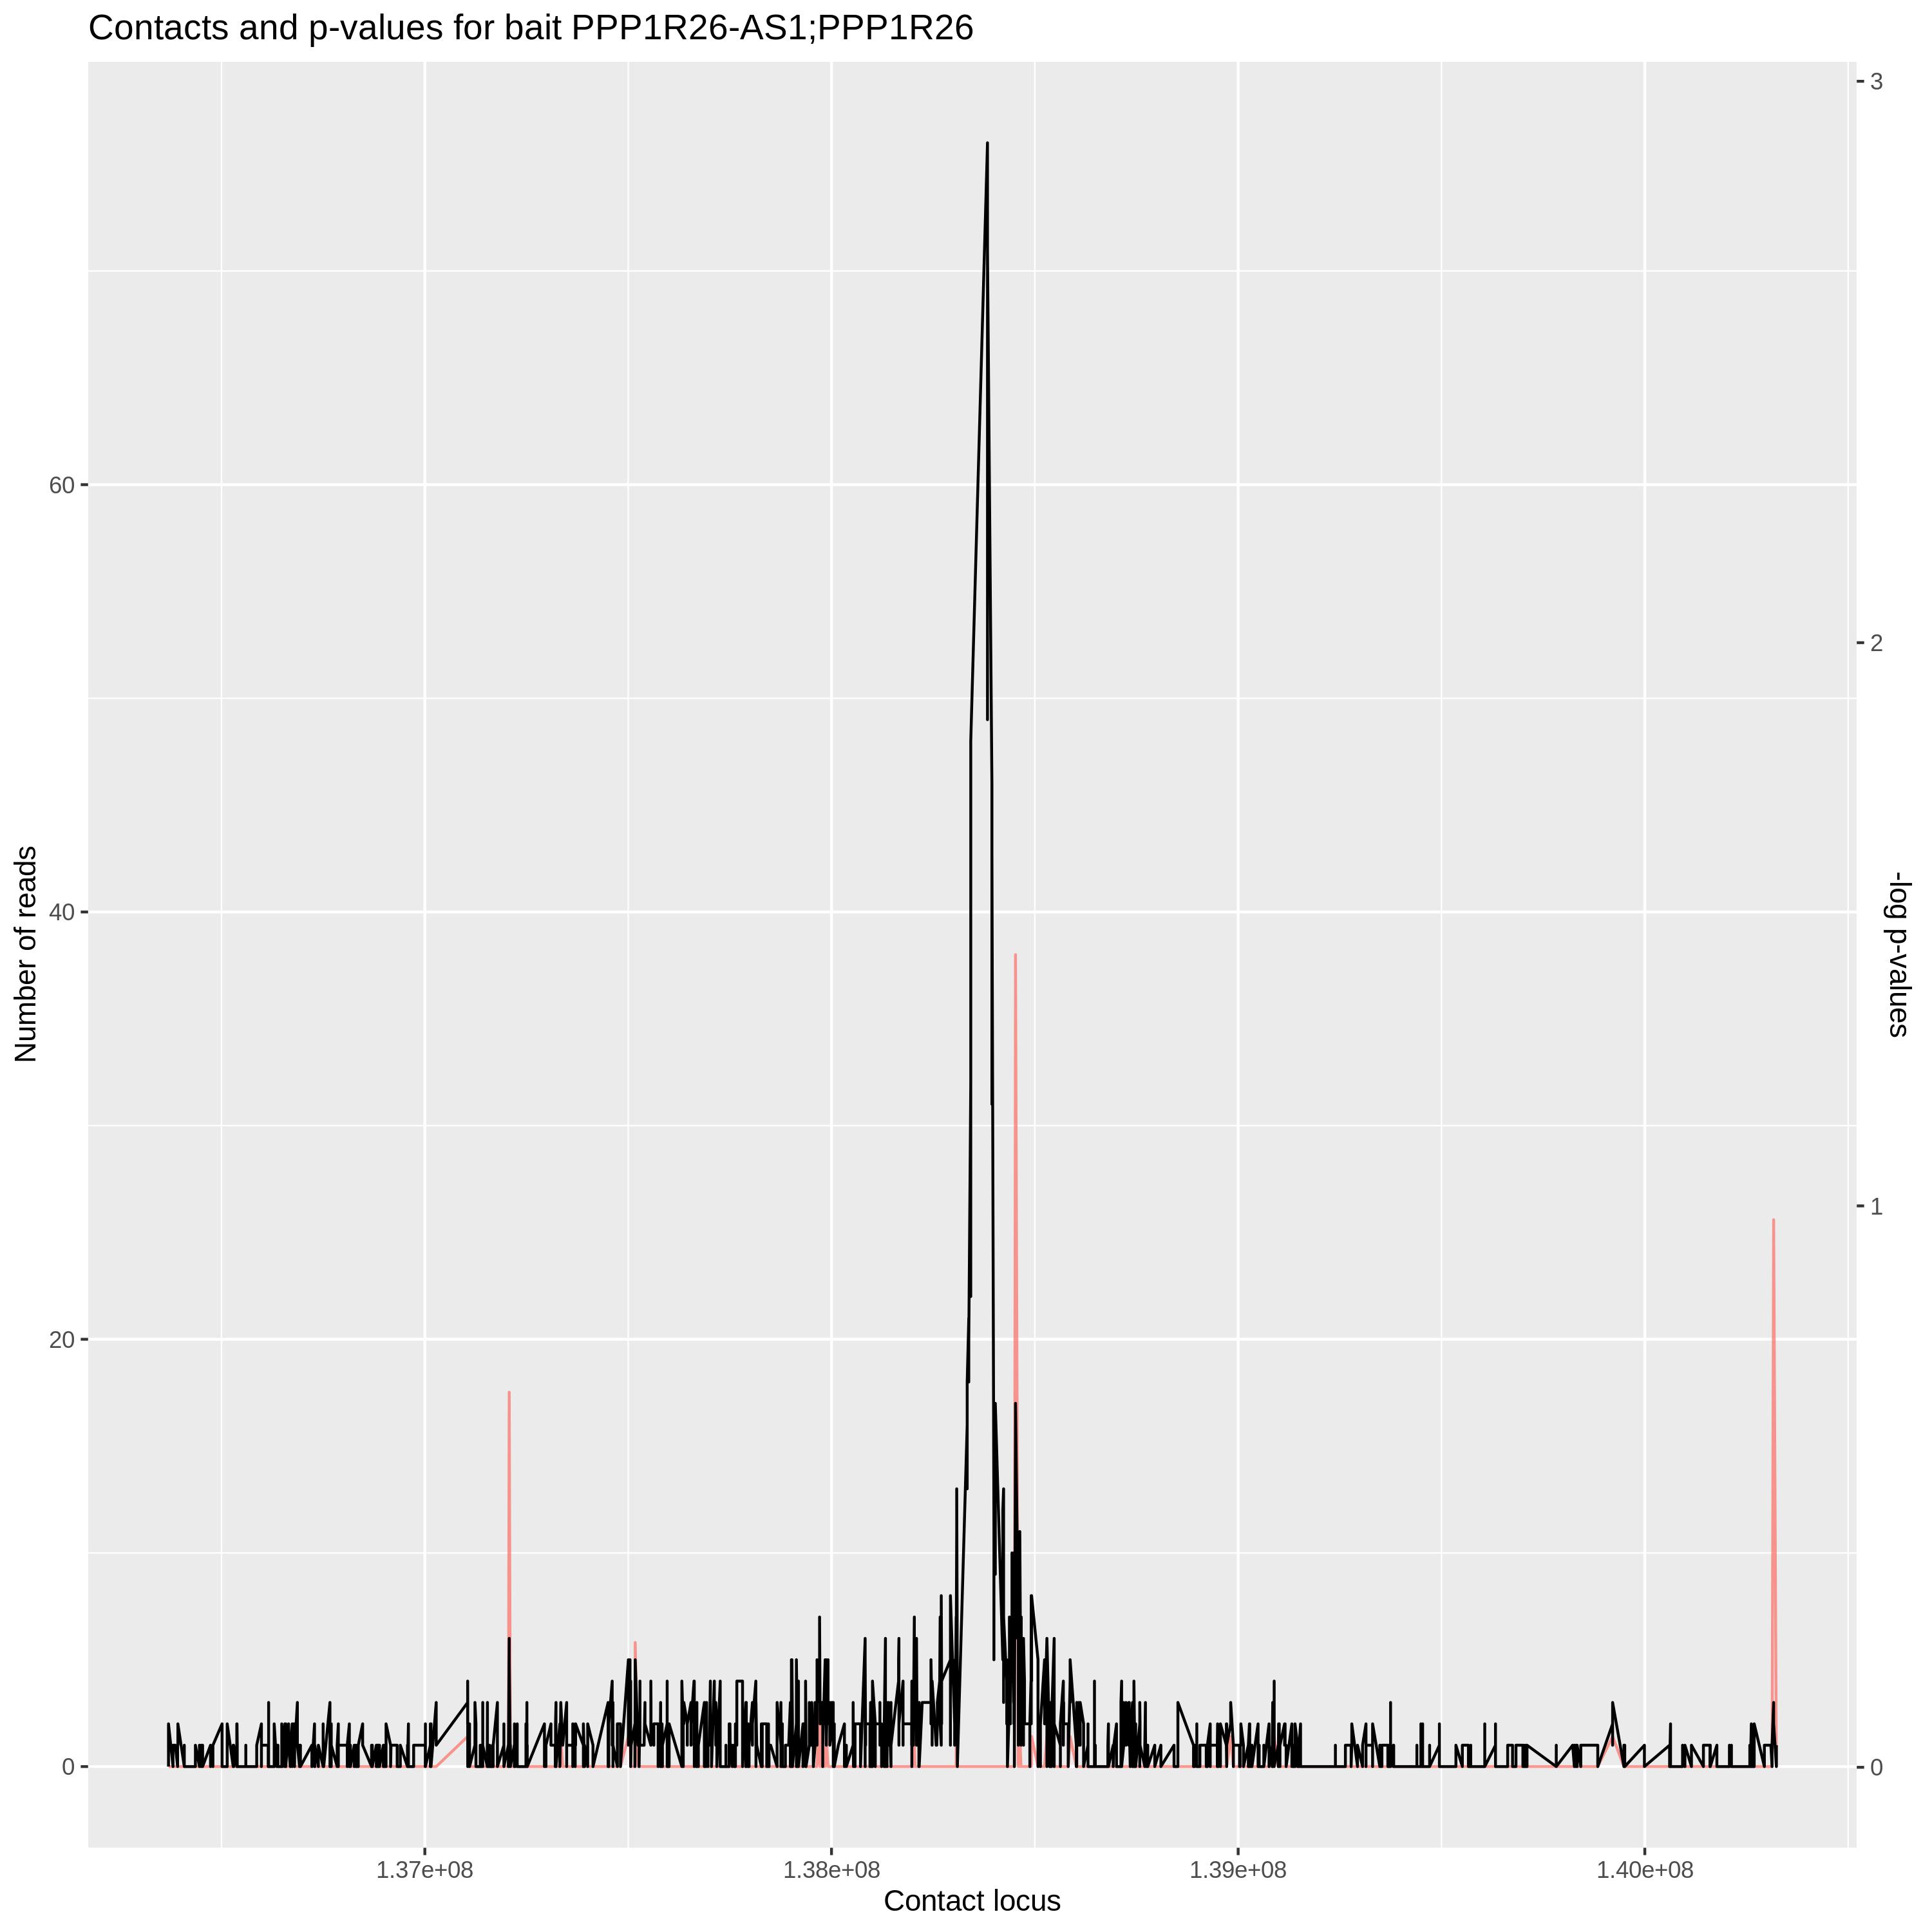 Contacts and p-values for bait PPP1R26-AS1;PPP1R26
3
2
1
0
60
40
20
0
Number of reads
-log p-values
1.37e+08 1.38e+08 1.39e+08 1.40e+08
Contact locus